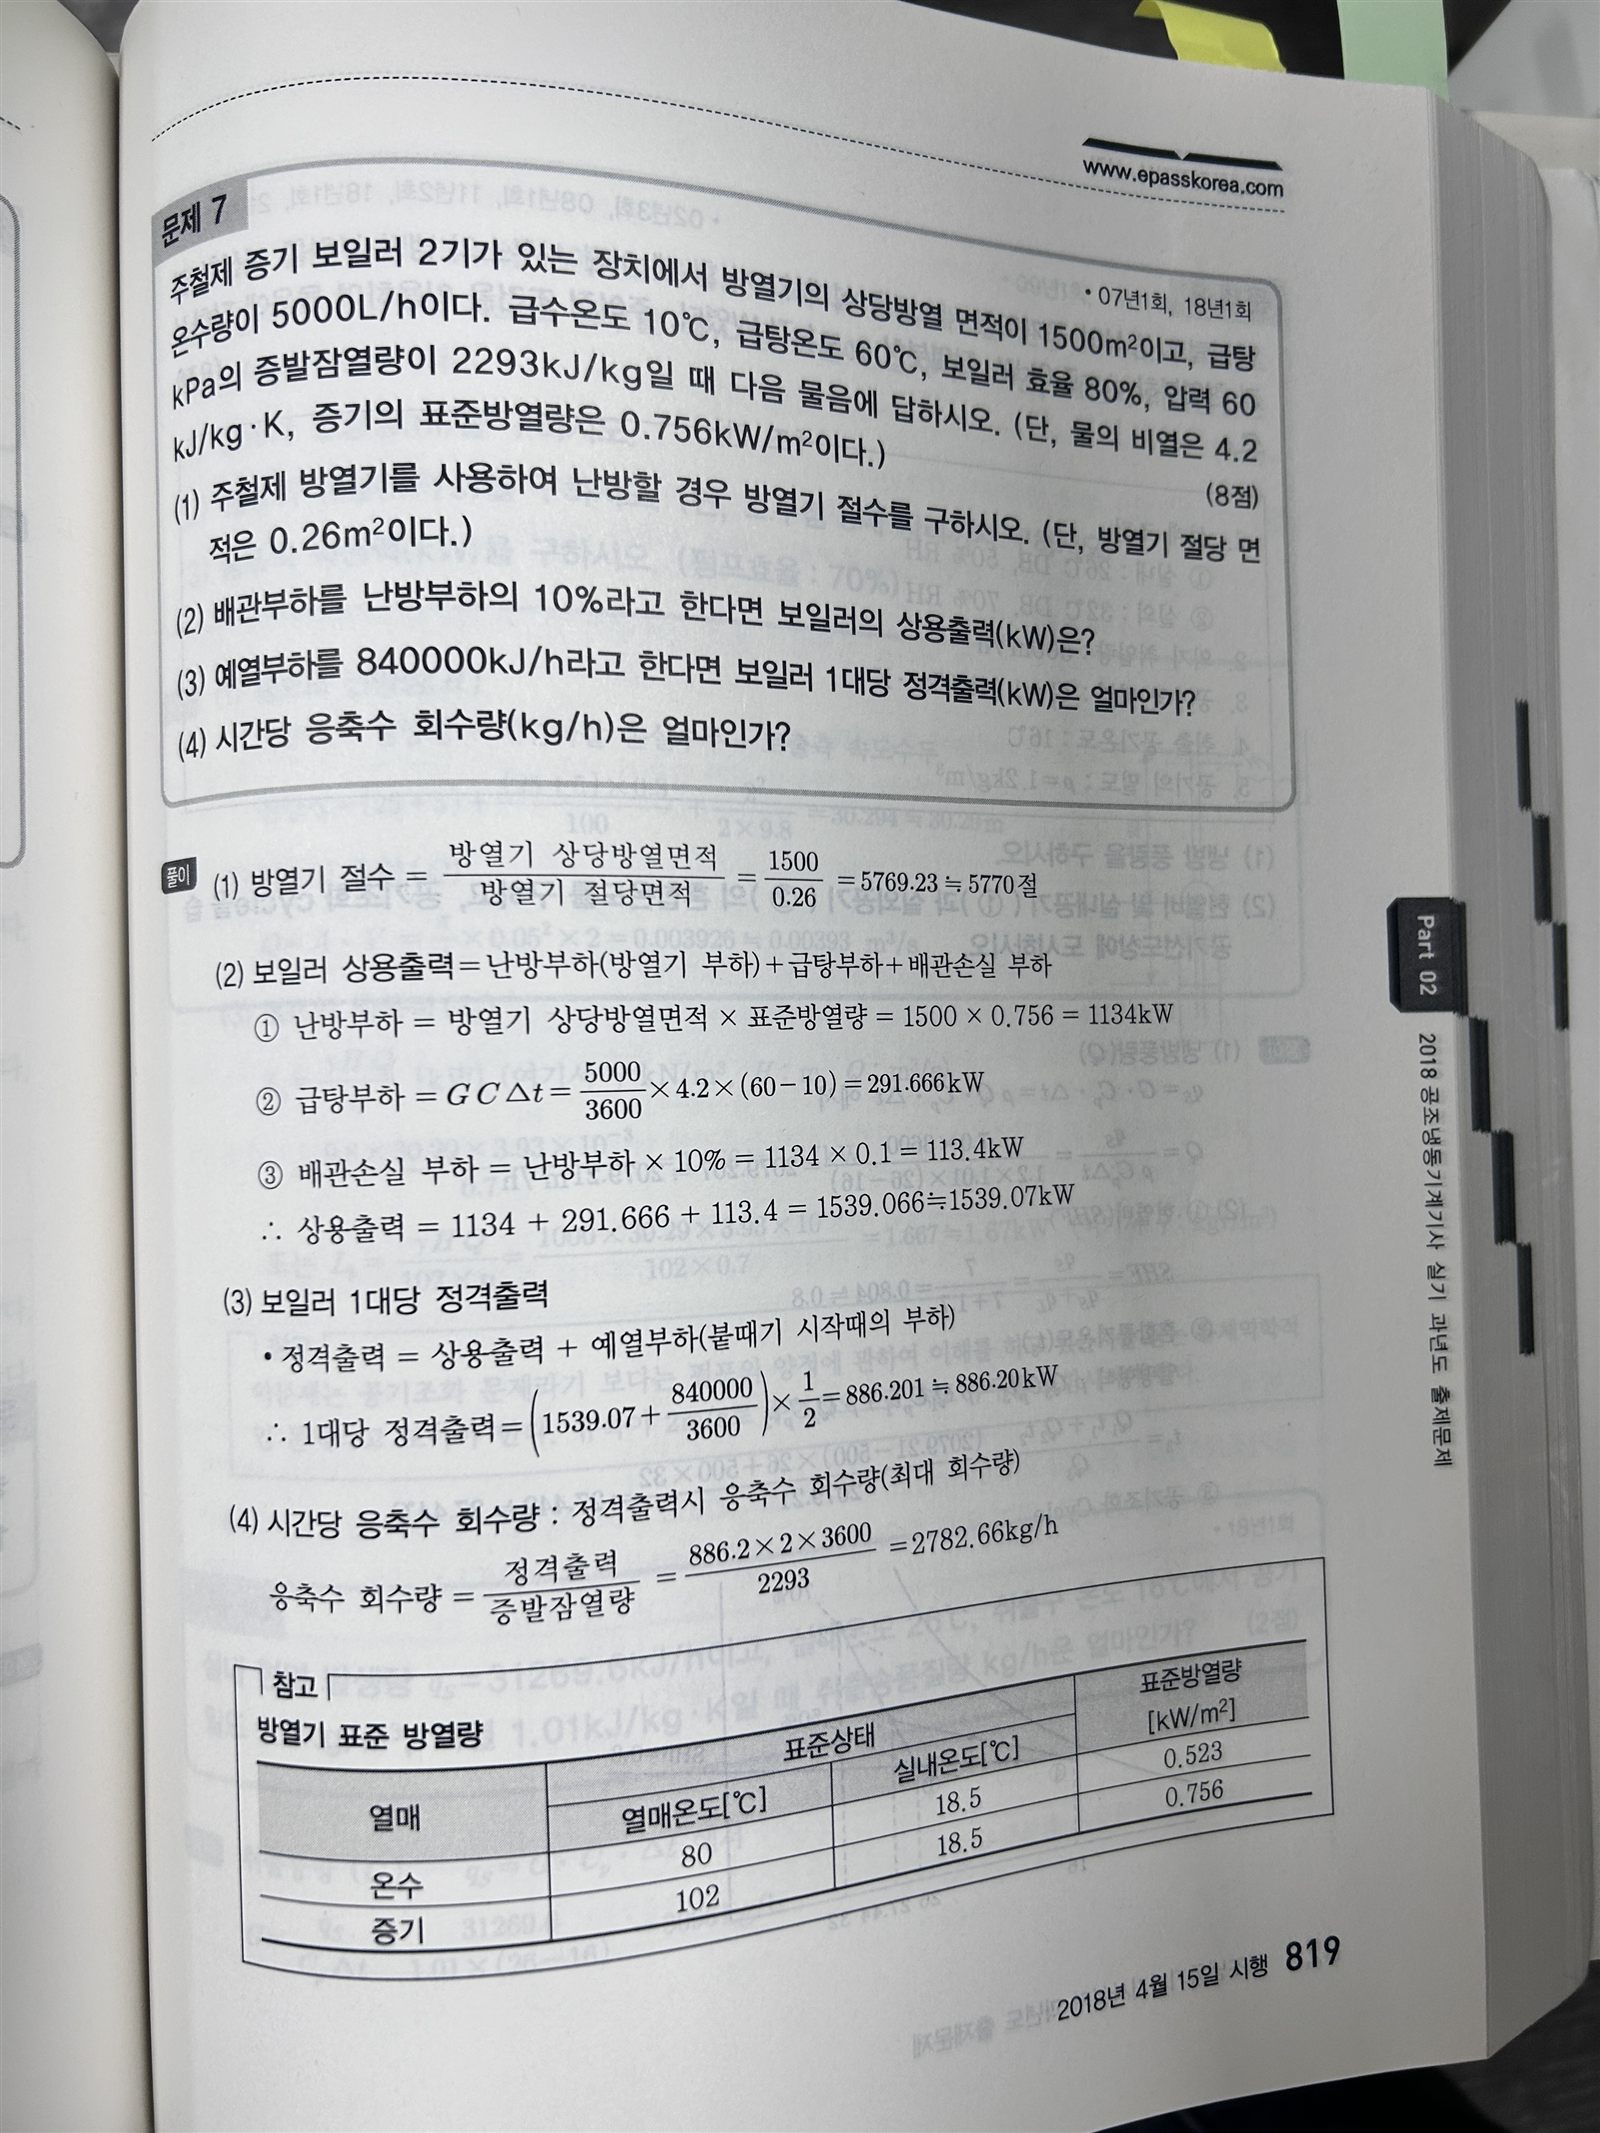 www.epasskorea.com
문제 7
• 07년1회, 18년1회
주철제 증기 보일러 2기가 있는 장치에서 방열기의 상당방열 면적이 1500m²이고, 급탕
온수량이 5000L/h이다. 급수온도 10℃, 급탕온도 60℃, 보일러 효율 80%, 압력 60
kPa의 증발잠열량이 2293kJ/kg일 때 다음 물음에 답하시오. (단, 물의 비열은 4.2
kJ/kg·K, 증기의 표준방열량은 0.756kW/m²이다.)
(8점)
(1) 주철제 방열기를 사용하여 난방할 경우 방열기 절수를 구하시오. (단, 방열기 절당 면
적은 0.26m²이다.)
(2) 배관부하를 난방부하의 10%라고 한다면 보일러의 상용출력(kW)은?
(3) 예열부하를 840000kJ/h라고 한다면 보일러 1대당 정격출력(kW)은 얼마인가?
(4) 시간당 응축수 회수량(kg/h)은 얼마인가?
풀이
(1) 방열기 절수 = 방열기 상당방열면적 / 방열기 절당면적 = 1500 / 0.26 = 5769.23 ≒ 5770절
(2) 보일러 상용출력=난방부하(방열기 부하)+급탕부하+배관손실 부하
① 난방부하 = 방열기 상당방열면적 × 표준방열량 = 1500 × 0.756 = 1134kW
② 급탕부하 = G C △t = 5000 / 3600 × 4.2 × (60 - 10) = 291.666kW
③ 배관손실 부하 = 난방부하 × 10% = 1134 × 0.1 = 113.4kW
∴ 상용출력 = 1134 + 291.666 + 113.4 = 1539.066≒1539.07kW
(3) 보일러 1대당 정격출력
• 정격출력 = 상용출력 + 예열부하(불때기 시작때의 부하)
∴ 1대당 정격출력 = (1539.07 + 840000 / 3600) × 1 / 2 = 886.201 ≒ 886.20kW
(4) 시간당 응축수 회수량 : 정격출력시 응축수 회수량(최대 회수량)
응축수 회수량 = 정격출력 / 증발잠열량 = 886.2×2×3600 / 2293 = 2782.66kg/h
참고
방열기 표준 방열량
열매 표준상태 표준방열량 [kW/m²]
열매온도[℃] 실내온도[℃]
온수 80 18.5 0.523
증기 102 18.5 0.756
Part 02
2018 공조냉동기계기사 실기 과년도 출제문제
2018년 4월 15일 시행 819